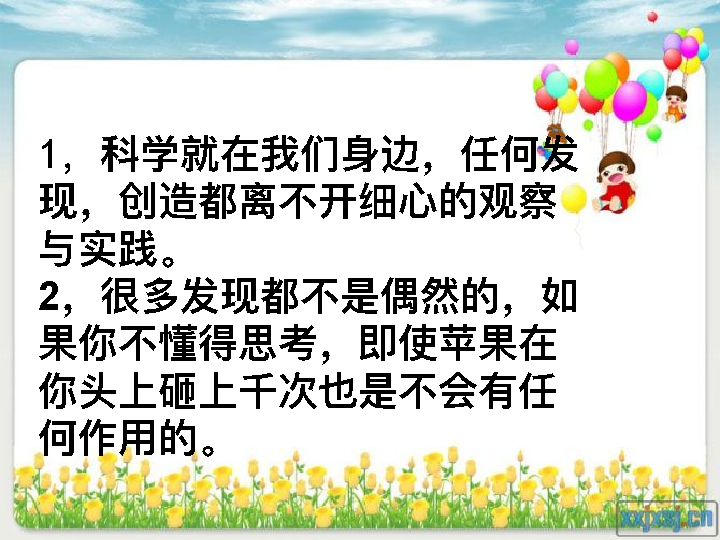 1，科学就在我们身边，任何发
现，创造都离不开细心的观察
与实践。
2，很多发现都不是偶然的，如
果你不懂得思考，即使苹果在
你头上砸上千次也是不会有任
何作用的。
xxjxsj.cn